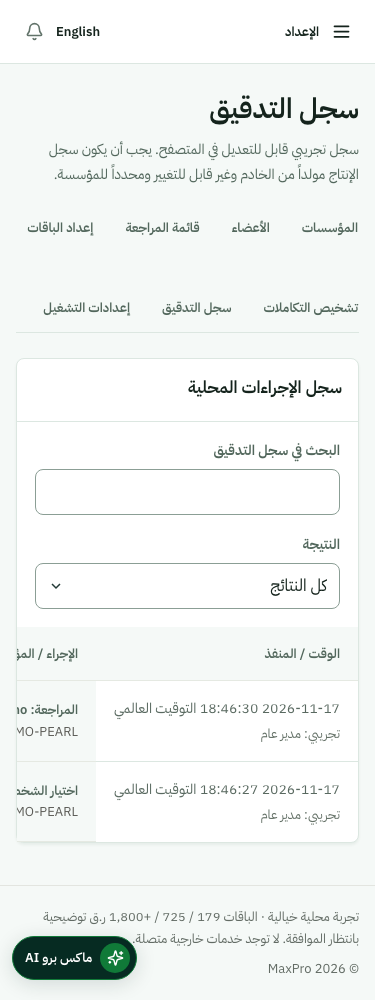 الإعداد
English
سجل التدقيق
سجل تجريبي قابل للتعديل في المتصفح. يجب أن يكون سجل
الإنتاج مولداً من الخادم وغير قابل للتغيير ومحدداً للمؤسسة.
المؤسسات الأعضاء قائمة المراجعة إعداد الباقات
تشخيص التكاملات سجل التدقيق إعدادات التشغيل
سجل الإجراءات المحلية
البحث في سجل التدقيق
النتيجة
كل النتائج
الوقت / المنفذ الإجراء /
2026-11-17 18:46:30 التوقيت العالمي المراجعة:
تجريبي: مدير عام MO-PEARL
2026-11-17 18:46:27 التوقيت العالمي اختيار
تجريبي: مدير عام MO-PEARL
تجربة محلية خيالية · الباقات 179 / 725 / +1,800 ر.ق توضيحية
بانتظار الموافقة. لا توجد خدمات خارجية متصلة.
© 2026 MaxPro
ماكس برو AI